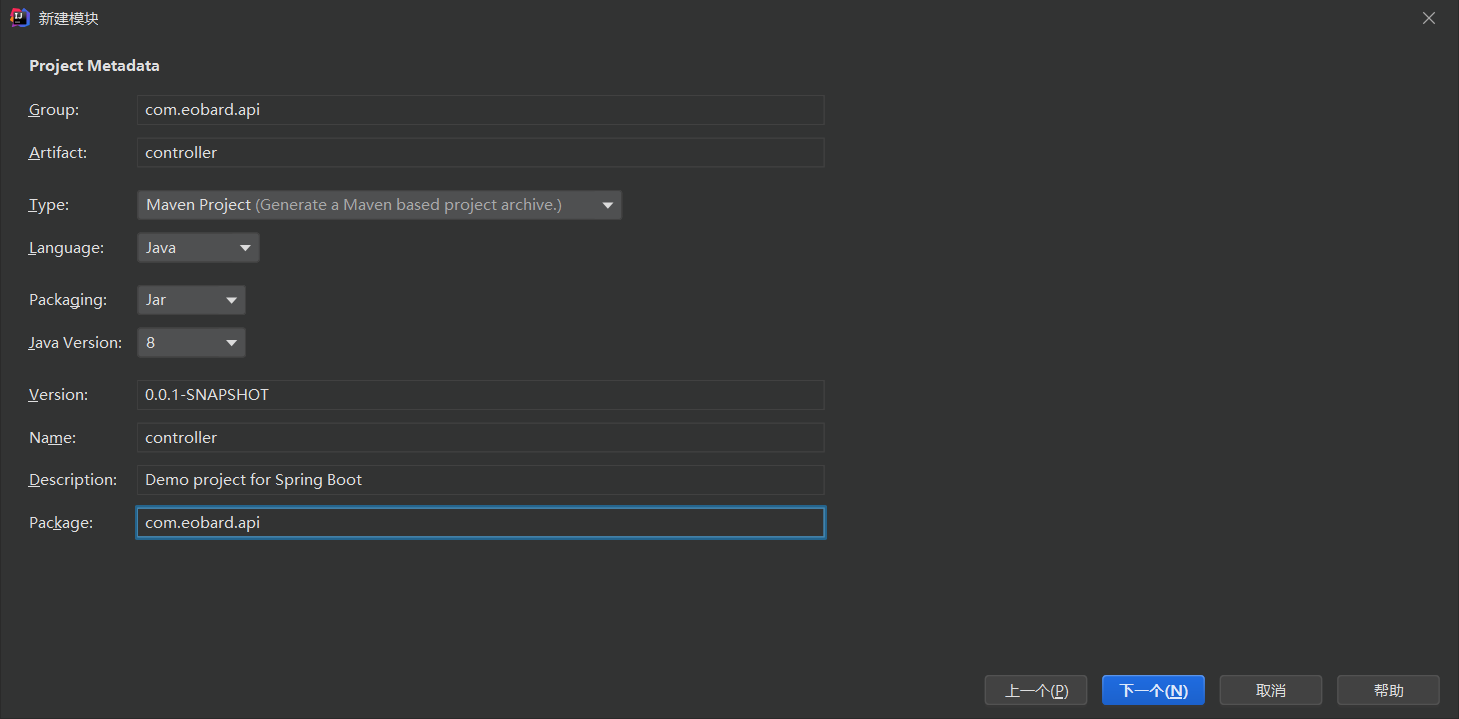 新建模块
Project Metadata
Group: com.eobard.api
Artifact: controller
Type: Maven Project (Generate a Maven based project archive.)
Language: Java
Packaging: Jar
Java Version: 8
Version: 0.0.1-SNAPSHOT
Name: controller
Description: Demo project for Spring Boot
Package: com.eobard.api
上一个(P) 下一个(N) 取消 帮助